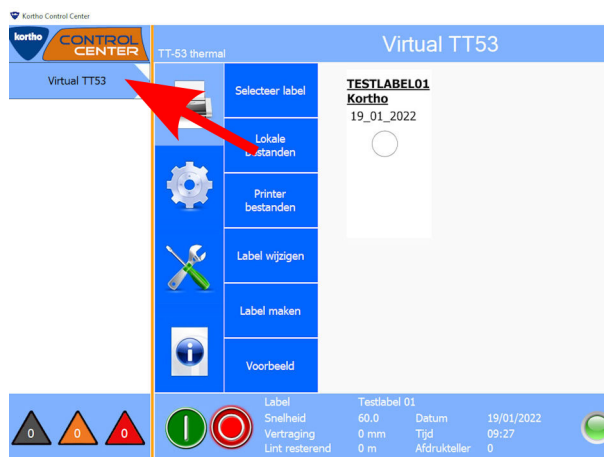 Kortho Control Center
kortho
CONTROL
CENTER
TT-53 thermal
Virtual TT53
Virtual TT53
Selecteer label
Lokale
bestanden
Printer
bestanden
Label wijzigen
Label maken
Voorbeeld
TESTLABEL01
Kortho
19_01_2022
0
0
0
Label Testlabel 01
Snelheid 60.0 Datum 19/01/2022
Vertraging 0 mm Tijd 09:27
Lint resterend 0 m Afdrukteller 0